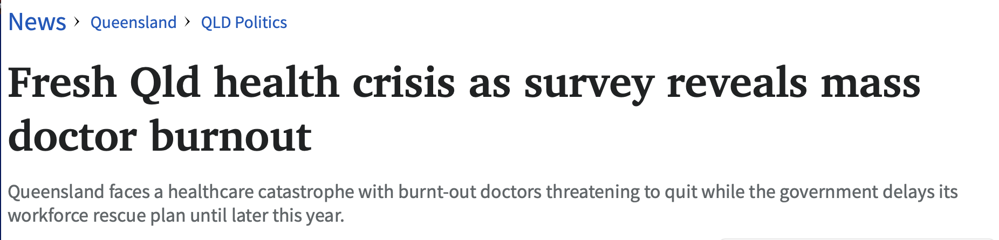 News › Queensland › QLD Politics
Fresh Qld health crisis as survey reveals mass
doctor burnout
Queensland faces a healthcare catastrophe with burnt-out doctors threatening to quit while the government delays its
workforce rescue plan until later this year.